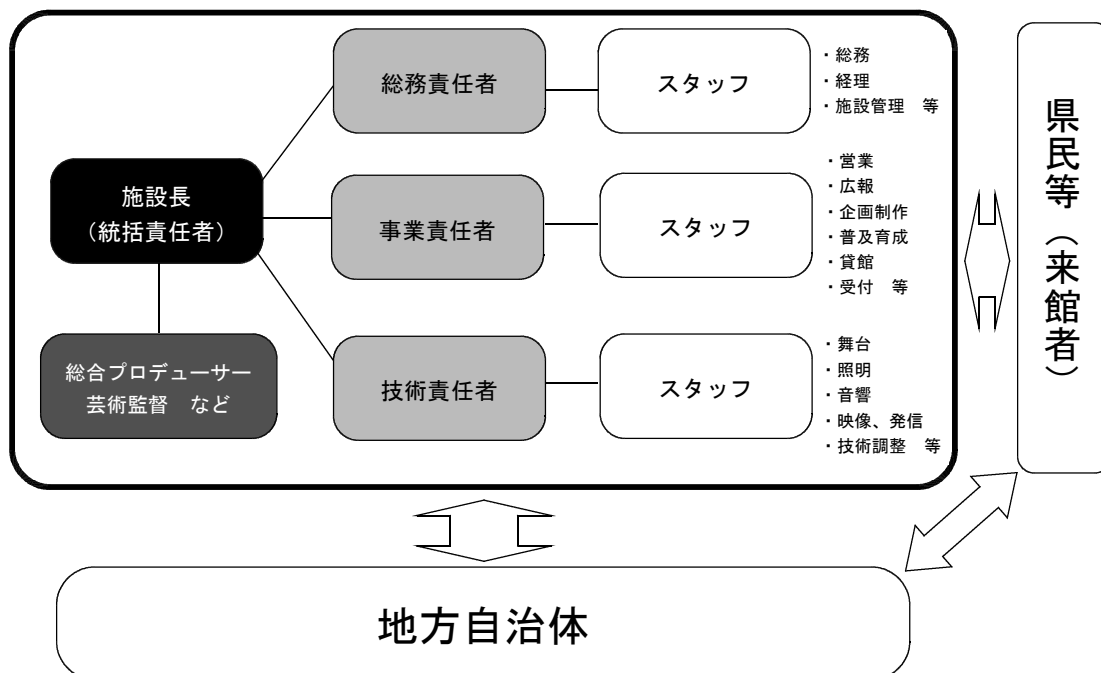 総務責任者
スタッフ
・総務
・経理
・施設管理　等
施設長
（統括責任者）
事業責任者
スタッフ
・営業
・広報
・企画制作
・普及育成
・貸館
・受付　等
総合プロデューサー
芸術監督　など
技術責任者
スタッフ
・舞台
・照明
・音響
・映像、発信
・技術調整　等
県民等（来館者）
地方自治体